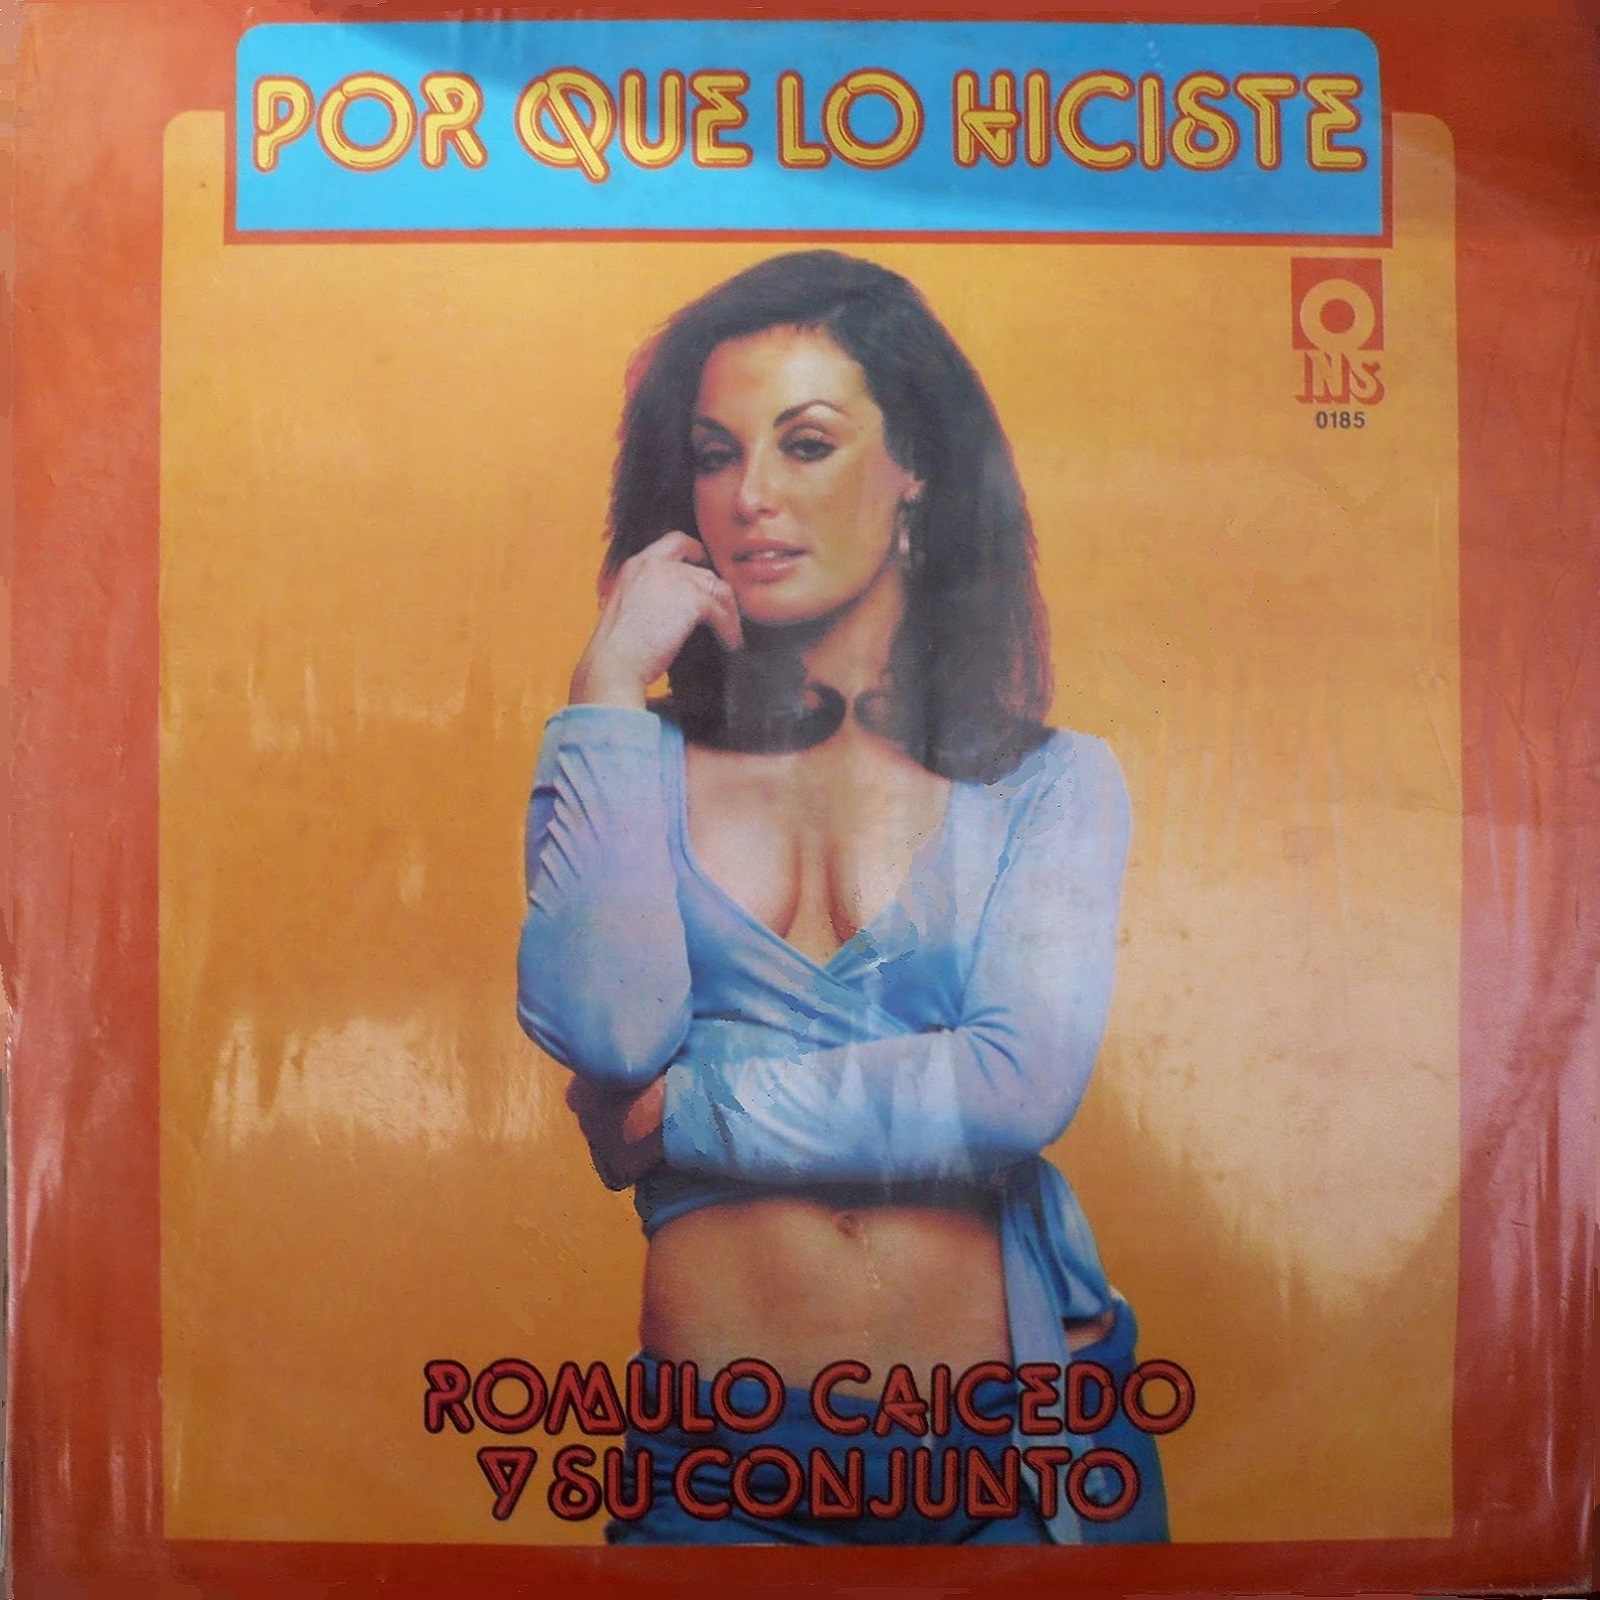 POR QUE LO HICISTE
INS
0185
ROMULO CAICEDO
Y SU CONJUNTO